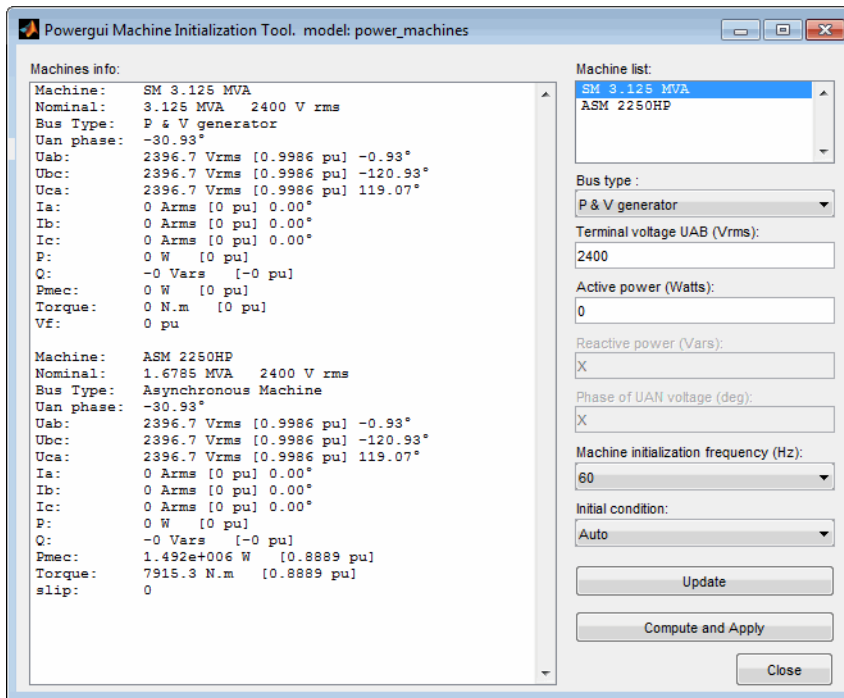 Powergui Machine Initialization Tool. model: power_machines
Machines info:
Machine: SM 3.125 MVA
Nominal: 3.125 MVA 2400 V rms
Bus Type: P & V generator
Uan phase: -30.93°
Uab: 2396.7 Vrms [0.9986 pu] -0.93°
Ubc: 2396.7 Vrms [0.9986 pu] -120.93°
Uca: 2396.7 Vrms [0.9986 pu] 119.07°
Ia: 0 Arms [0 pu] 0.00°
Ib: 0 Arms [0 pu] 0.00°
Ic: 0 Arms [0 pu] 0.00°
P: 0 W [0 pu]
Q: -0 Vars [-0 pu]
Pmec: 0 W [0 pu]
Torque: 0 N.m [0 pu]
Vf: 0 pu
Machine: ASM 2250HP
Nominal: 1.6785 MVA 2400 V rms
Bus Type: Asynchronous Machine
Uan phase: -30.93°
Uab: 2396.7 Vrms [0.9986 pu] -0.93°
Ubc: 2396.7 Vrms [0.9986 pu] -120.93°
Uca: 2396.7 Vrms [0.9986 pu] 119.07°
Ia: 0 Arms [0 pu] 0.00°
Ib: 0 Arms [0 pu] 0.00°
Ic: 0 Arms [0 pu] 0.00°
P: 0 W [0 pu]
Q: -0 Vars [-0 pu]
Pmec: 1.492e+006 W [0.8889 pu]
Torque: 7915.3 N.m [0.8889 pu]
slip: 0
Machine list:
SM 3.125 MVA
ASM 2250HP
Bus type :
P & V generator
Terminal voltage UAB (Vrms):
2400
Active power (Watts):
0
Reactive power (Vars):
X
Phase of UAN voltage (deg):
X
Machine initialization frequency (Hz):
60
Initial condition:
Auto
Update
Compute and Apply
Close